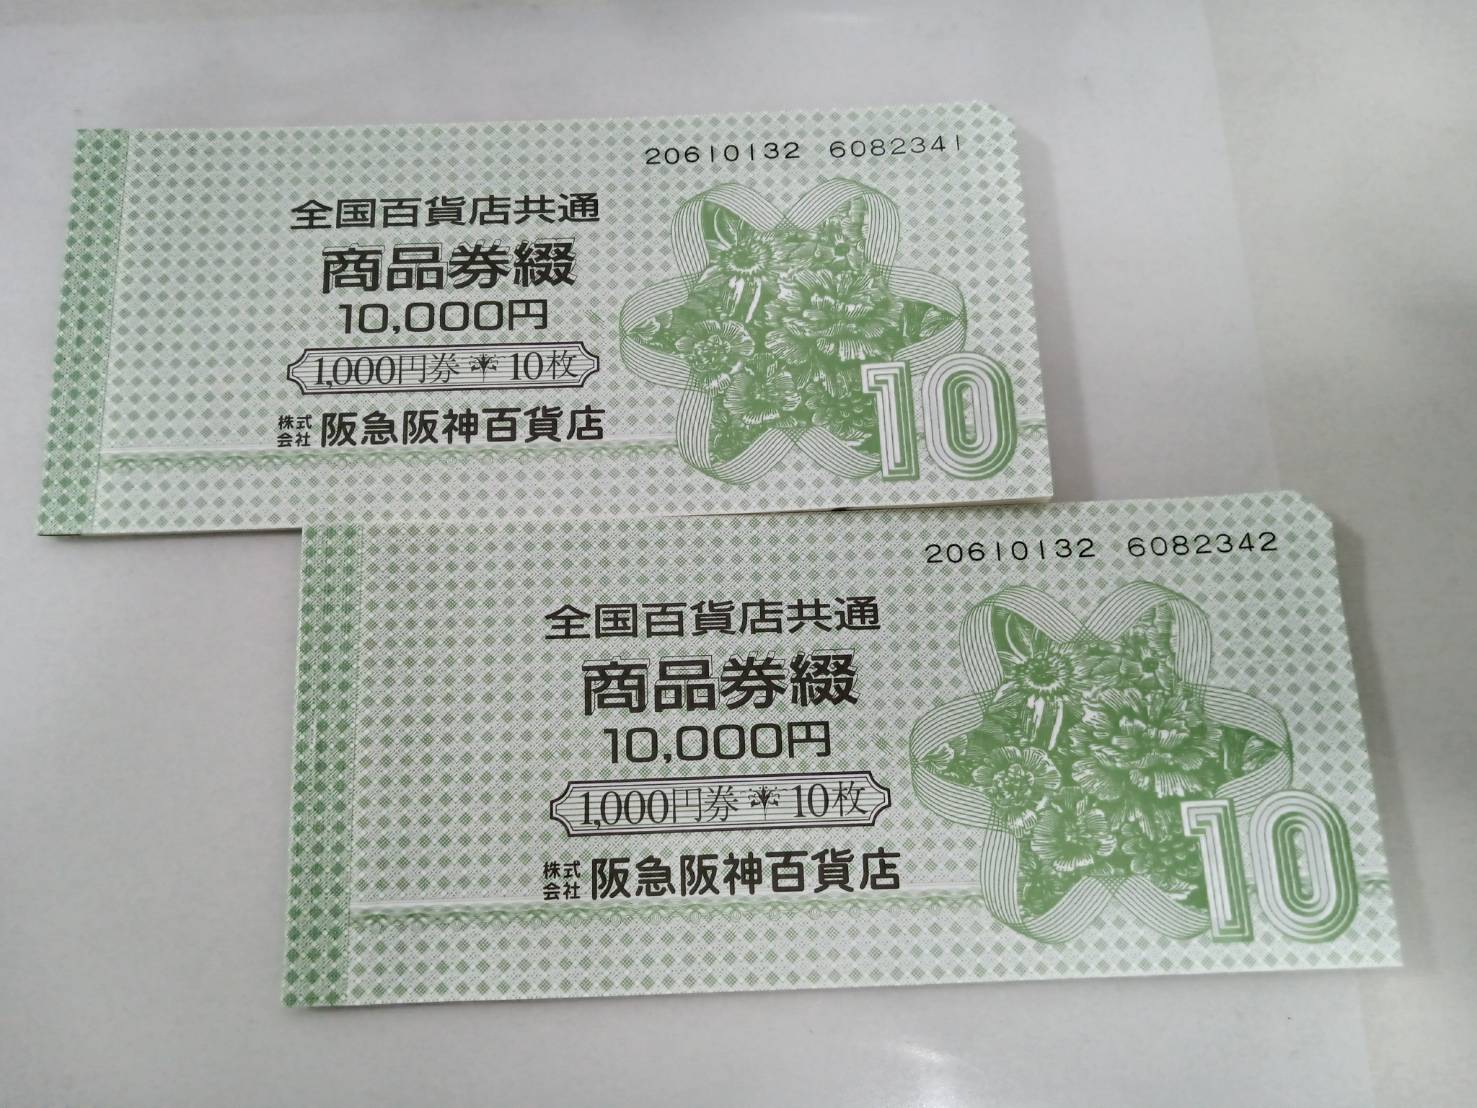 20610132 6082341
全国百貨店共通
商品券綴
10,000円
1,000円券 10枚
株式会社 阪急阪神百貨店
10
20610132 6082342
全国百貨店共通
商品券綴
10,000円
1,000円券 10枚
株式会社 阪急阪神百貨店
10